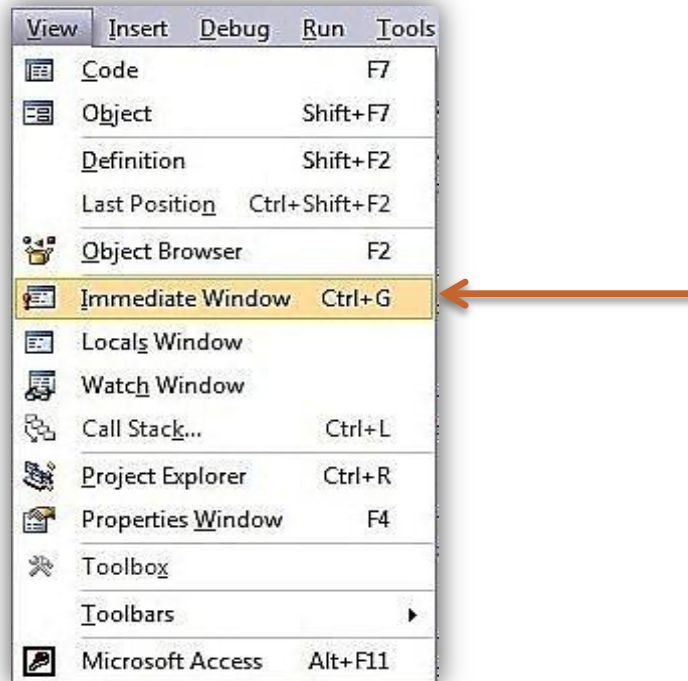 View Insert Debug Run Tools
Code F7
Object Shift+F7
Definition Shift+F2
Last Position Ctrl+Shift+F2
Object Browser F2
Immediate Window Ctrl+G
Locals Window
Watch Window
Call Stack... Ctrl+L
Project Explorer Ctrl+R
Properties Window F4
Toolbox
Toolbars
Microsoft Access Alt+F11